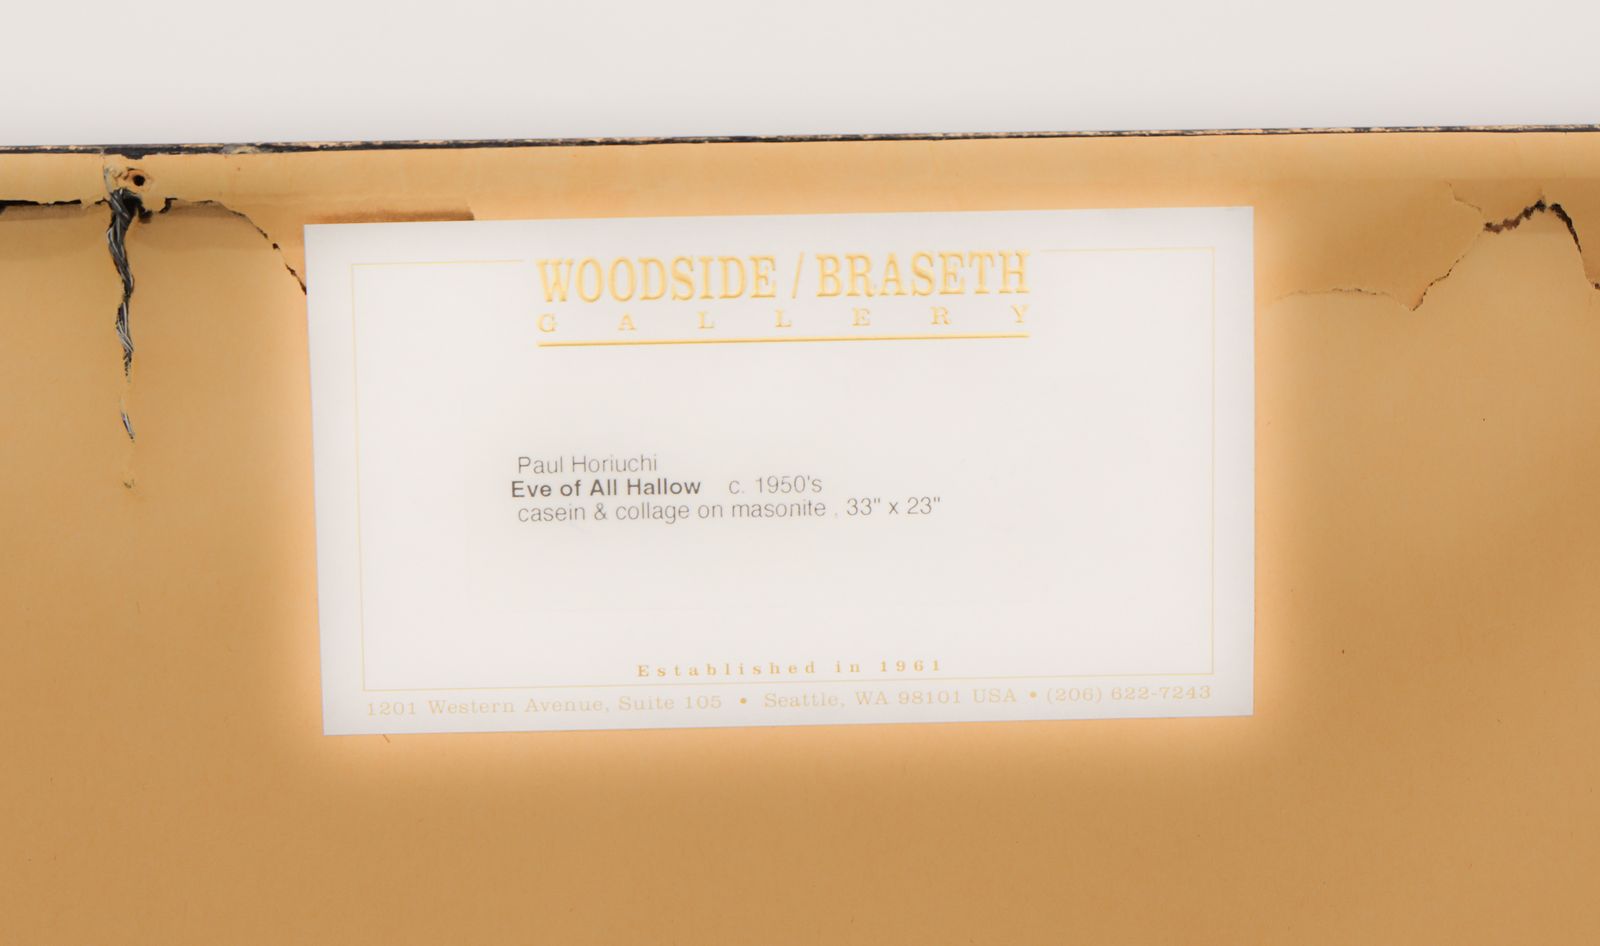 WOODSIDE / BRASETH
GALLERY
Paul Horiuchi
Eve of All Hallow c. 1950's
casein & collage on masonite . 33" x 23"
Established in 1961
1201 Western Avenue, Suite 105 • Seattle, WA 98101 USA • (206) 622-7243